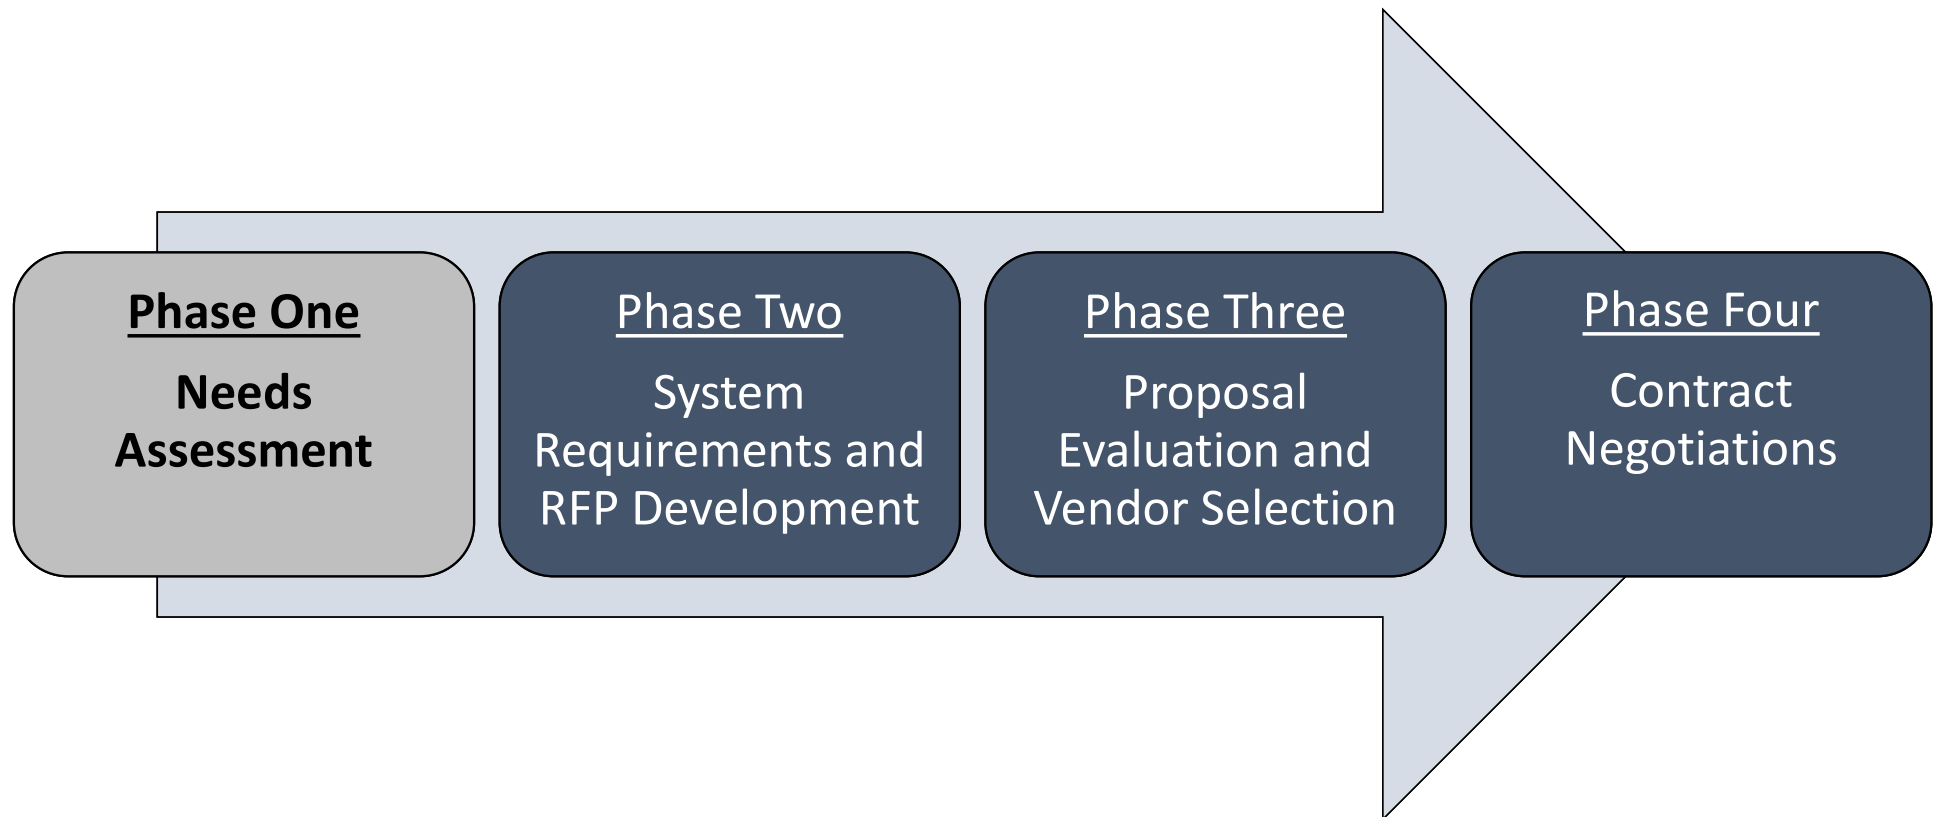 Phase One
Needs
Assessment
Phase Two
System
Requirements and
RFP Development
Phase Three
Proposal
Evaluation and
Vendor Selection
Phase Four
Contract
Negotiations